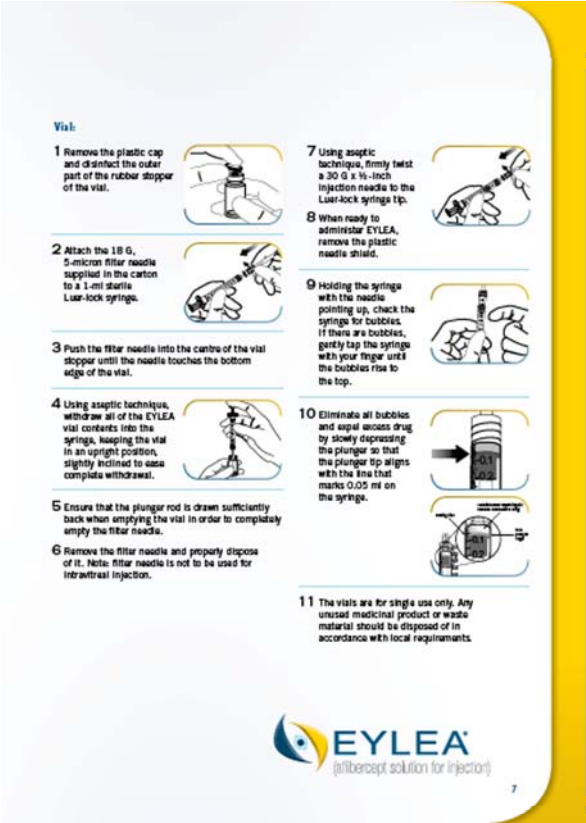 Vial:
1 Remove the plastic cap
and disinfect the outer
part of the rubber stopper
of the vial.
2 Attach the 18 G,
5-micron filter needle
supplied in the carton
to a 1-ml sterile
Luer-lock syringe.
3 Push the filter needle into the centre of the vial
stopper until the needle touches the bottom
edge of the vial.
4 Using aseptic technique,
withdraw all of the EYLEA
vial contents into the
syringe, keeping the vial
in an upright position,
slightly inclined to ease
complete withdrawal.
5 Ensure that the plunger rod is drawn sufficiently
back when emptying the vial in order to completely
empty the filter needle.
6 Remove the filter needle and properly dispose
of it. Note: filter needle is not to be used for
intravitreal injection.
7 Using aseptic
technique, firmly twist
a 30 G x ½-inch
injection needle to the
Luer-lock syringe tip.
8 When ready to
administer EYLEA,
remove the plastic
needle shield.
9 Holding the syringe
with the needle
pointing up, check the
syringe for bubbles.
If there are bubbles,
gently tap the syringe
with your finger until
the bubbles rise to
the top.
10 Eliminate all bubbles
and expel excess drug
by slowly depressing
the plunger so that
the plunger tip aligns
with the line that
marks 0.05 ml on
the syringe.
0.1
0.2
0.1
0.2
11 The vials are for single use only. Any
unused medicinal product or waste
material should be disposed of in
accordance with local requirements.
EYLEA
(aflibercept solution for injection)
7